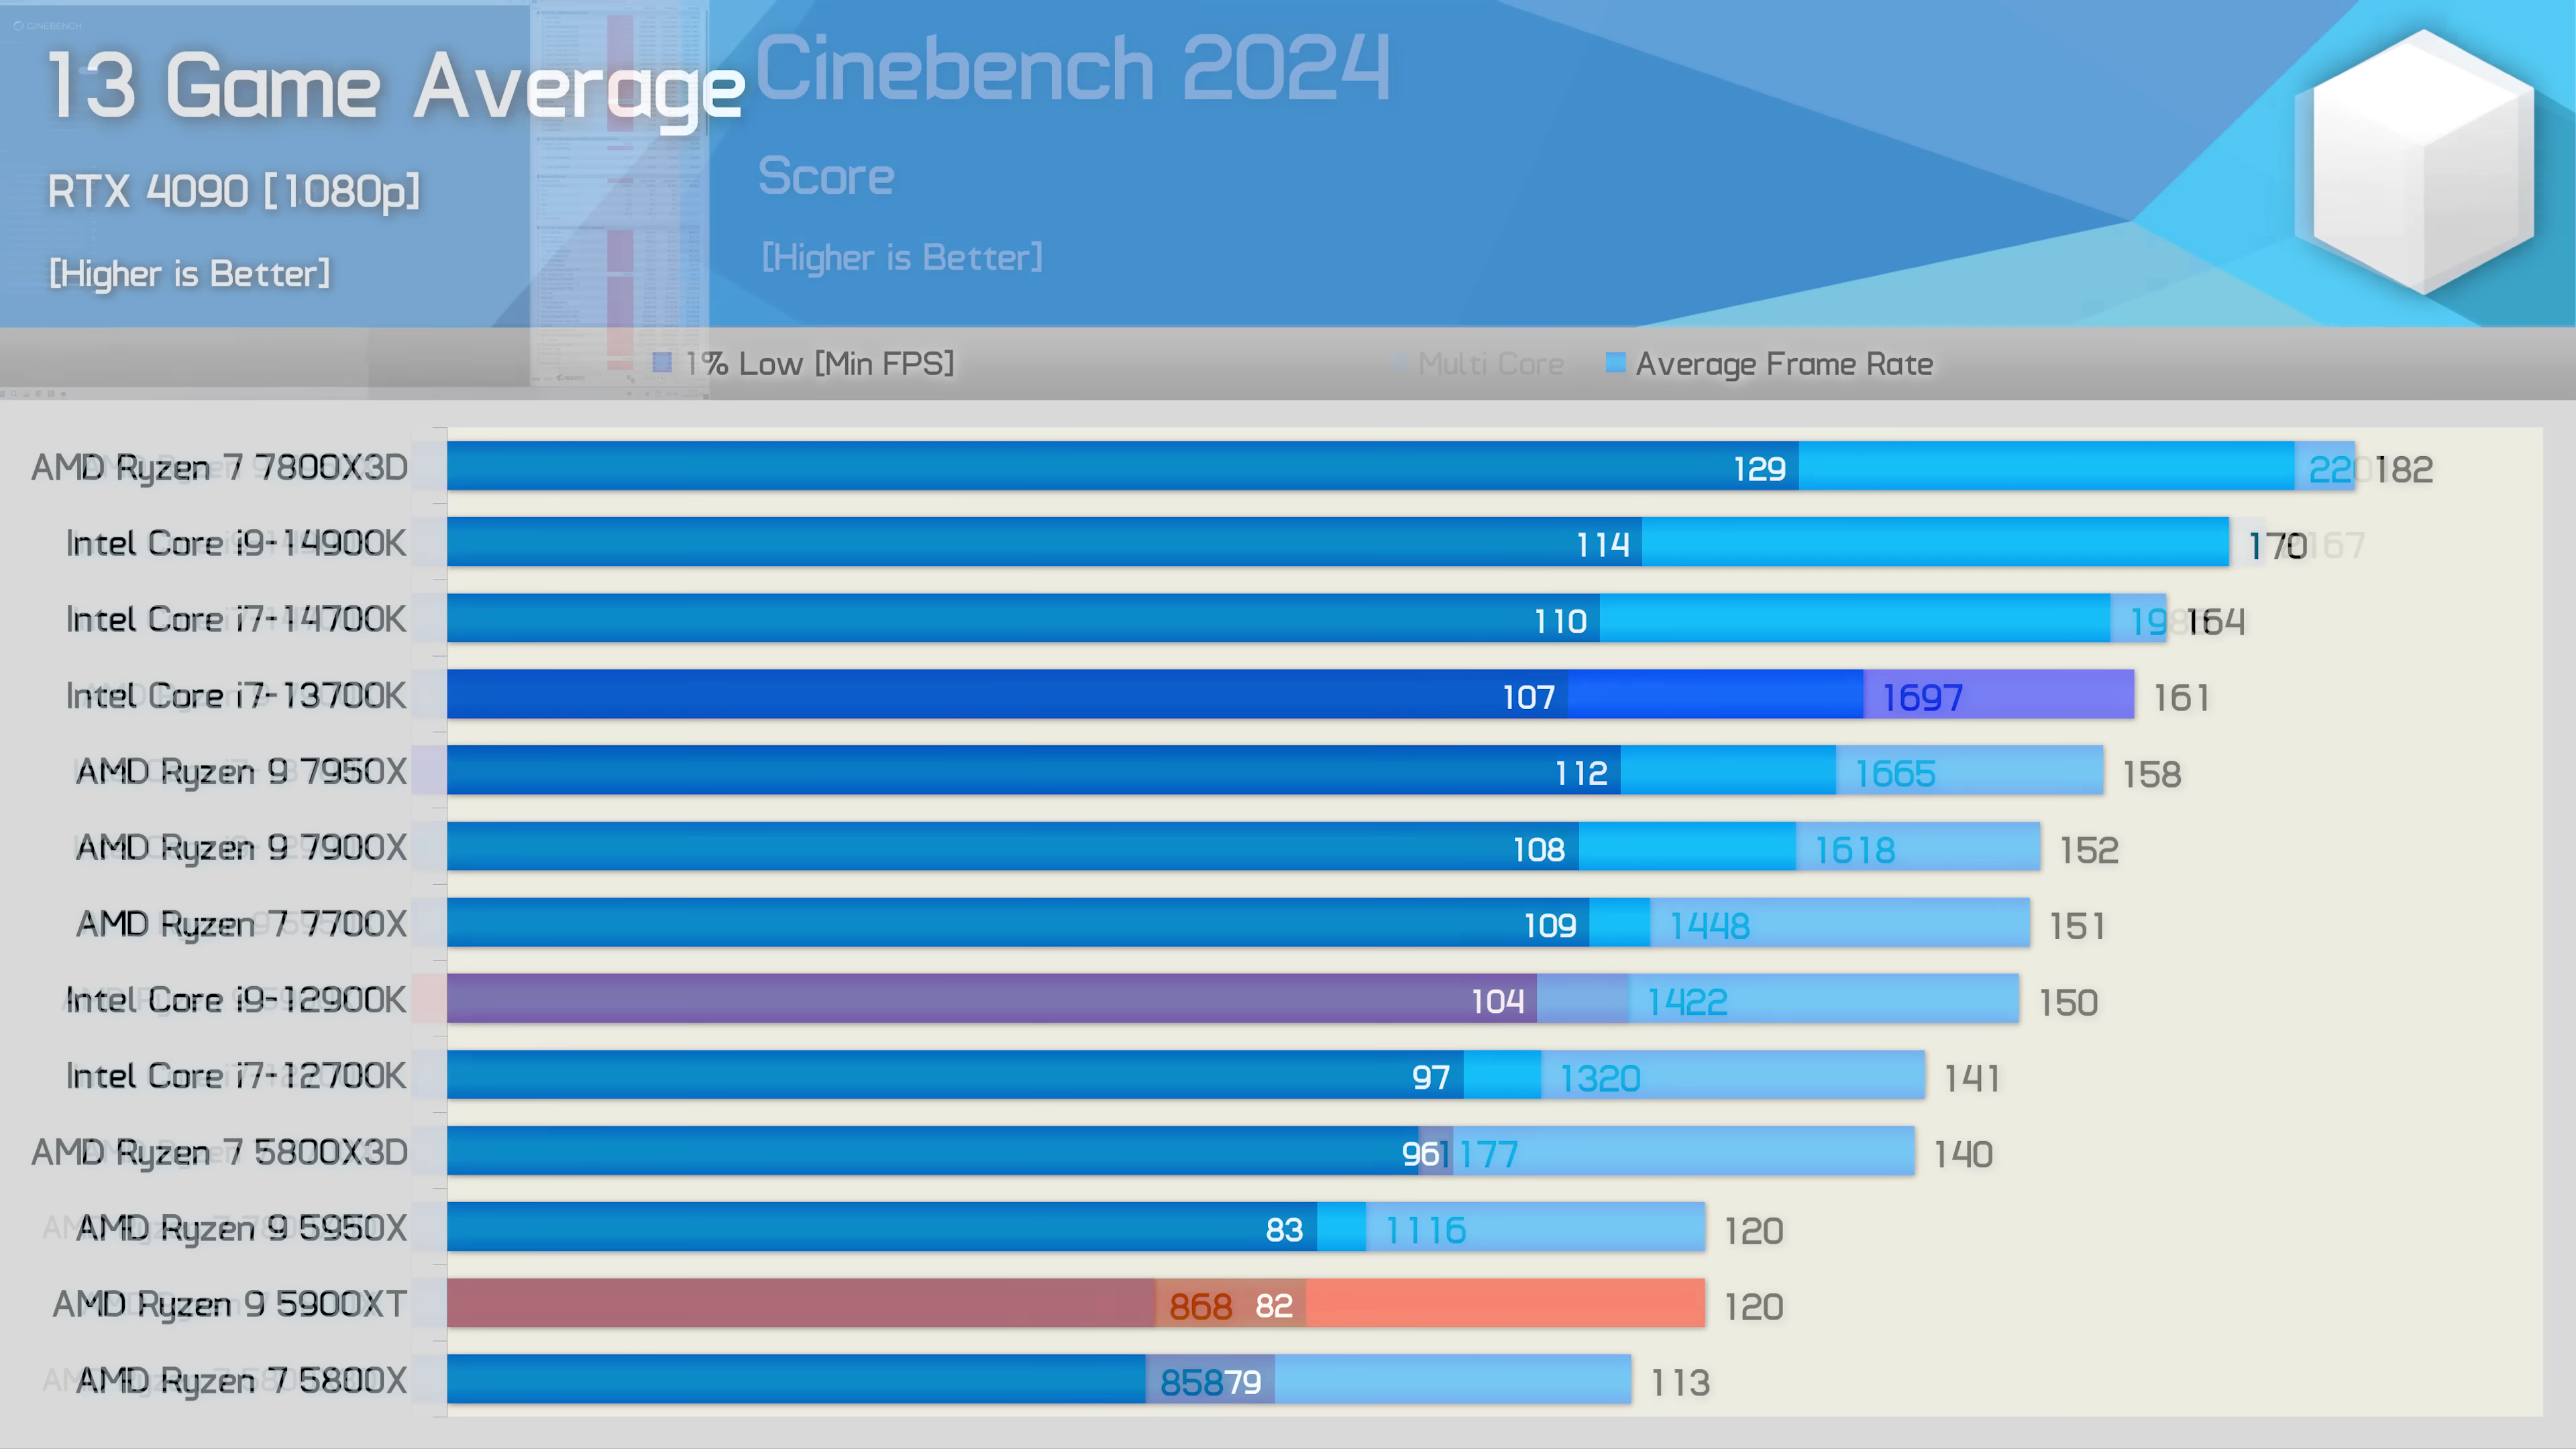 CINEBENCH
13 Game Average
Cinebench 2024
RTX 4090 [1080p]
Score
[Higher is Better]
[Higher is Better]
1% Low [Min FPS]
Multi Core
Average Frame Rate
AMD Ryzen 7 7800X3D 129 182
Intel Core i9-14900K 114 170
Intel Core i7-14700K 110 164
Intel Core i7-13700K 107 1697 161
AMD Ryzen 9 7950X 112 1665 158
AMD Ryzen 9 7900X 108 1618 152
AMD Ryzen 7 7700X 109 1448 151
Intel Core i9-12900K 104 1422 150
Intel Core i7-12700K 97 1320 141
AMD Ryzen 7 5800X3D 96 1177 140
AMD Ryzen 9 5950X 83 1116 120
AMD Ryzen 9 5900XT 868 82 120
AMD Ryzen 7 5800X 858 79 113